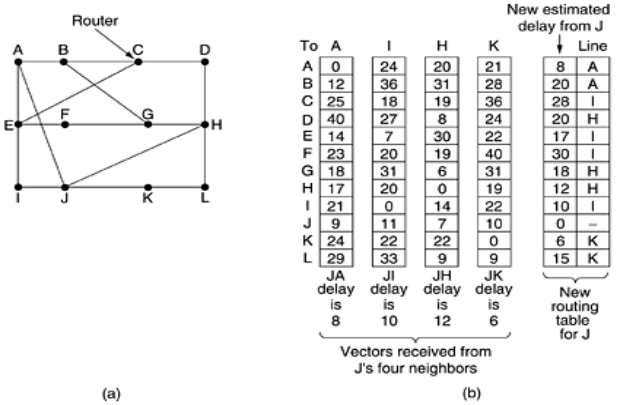 Router
A B C D
E F G H
I J K L
(a)
New estimated
delay from J
To A I H K Line
A 0 24 20 21 8 A
B 12 36 31 28 20 A
C 25 18 19 36 28 I
D 40 27 8 24 20 H
E 14 7 30 22 17 I
F 23 20 19 40 30 I
G 18 31 6 31 18 H
H 17 20 0 19 12 H
I 21 0 14 22 10 I
J 9 11 7 10 0 –
K 24 22 22 0 6 K
L 29 33 9 9 15 K
JA JI JH JK
delay delay delay delay
is is is is
8 10 12 6
New
routing
table
for J
Vectors received from
J's four neighbors
(b)